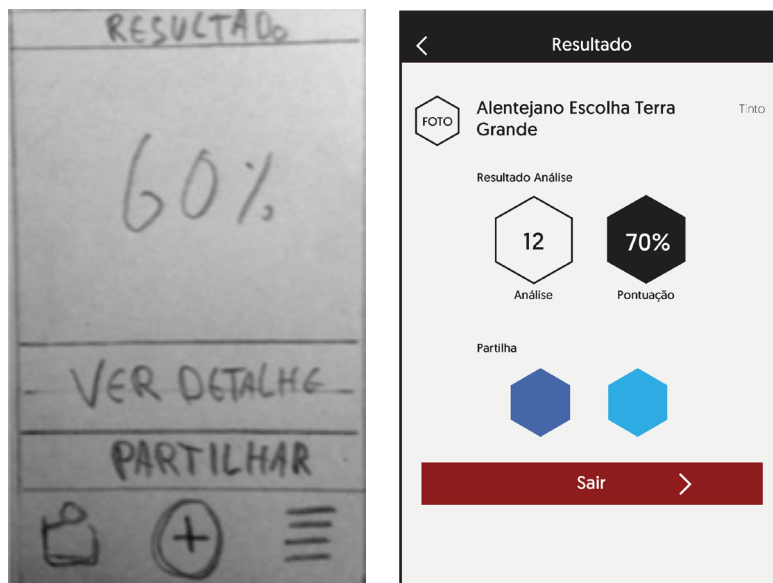 RESULTADO
60%
VER DETALHE
PARTILHAR
+
Resultado
FOTO
Alentejano Escolha Terra
Grande
Tinto
Resultado Análise
12
70%
Análise
Pontuação
Partilha
Sair